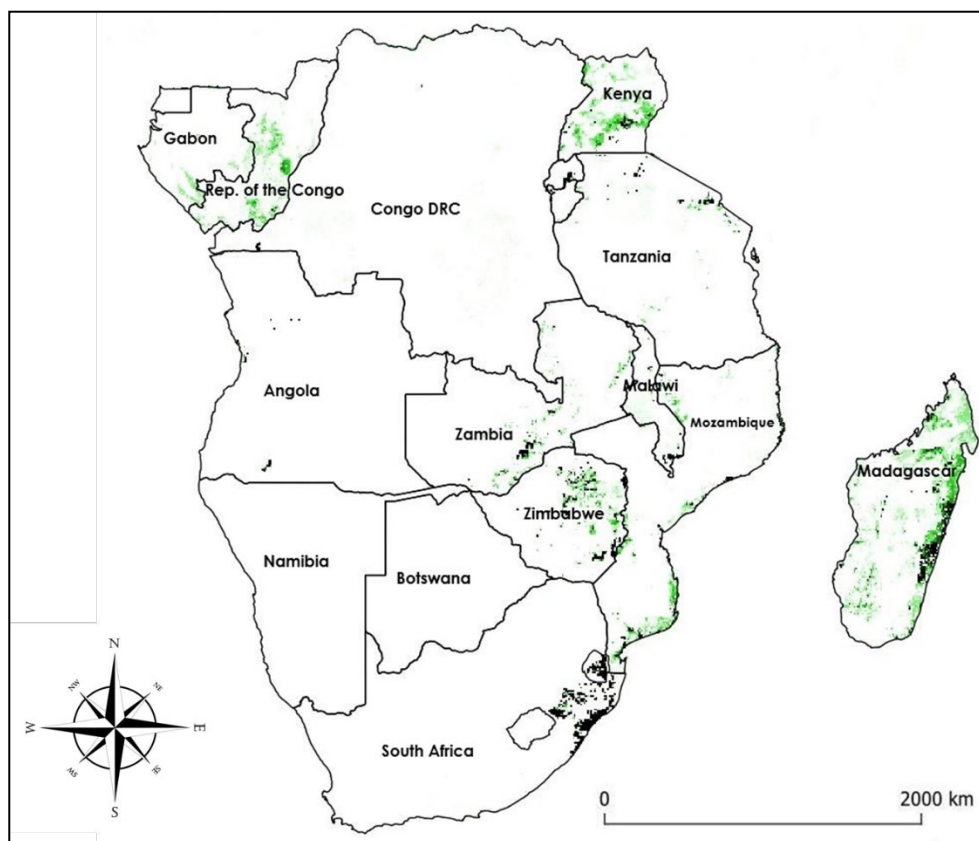 Kenya
Gabon
Rep. of the Congo
Congo DRC
Tanzania
Angola
Malawi
Mozambique
Zambia
Madagascar
Zimbabwe
Namibia
Botswana
South Africa
N
NW
NE
W
E
SW
SE
S
0
2000 km